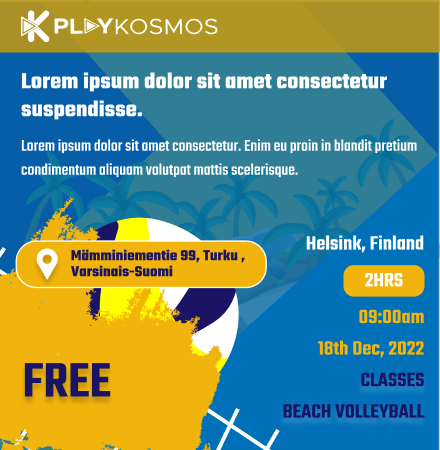 PLAYKOSMOS
Lorem ipsum dolor sit amet consectetur
suspendisse.
Lorem ipsum dolor sit amet consectetur. Enim eu proin in blandit pretium
condimentum aliquam volutpat mattis scelerisque.
Helsink, Finland
Mämminiementie 99, Turku ,
Varsinais-Suomi
2HRS
09:00am
18th Dec, 2022
FREE
CLASSES
BEACH VOLLEYBALL